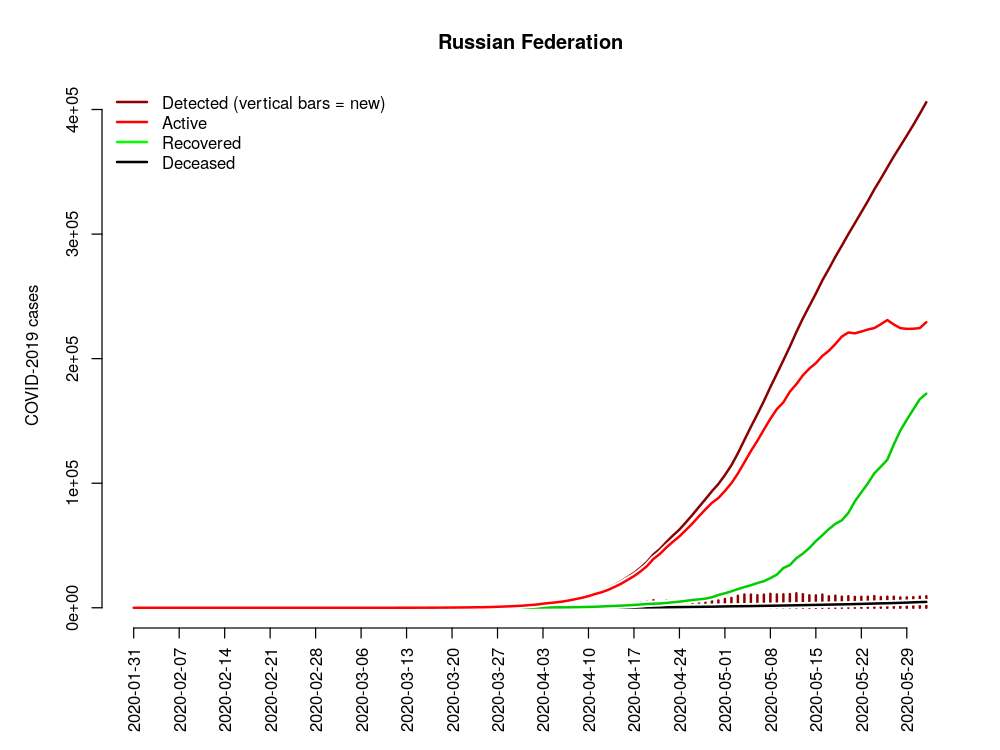 Russian Federation
Detected (vertical bars = new)
Active
Recovered
Deceased
COVID-2019 cases
4e+05
3e+05
2e+05
1e+05
0e+00
2020-01-31
2020-02-07
2020-02-14
2020-02-21
2020-02-28
2020-03-06
2020-03-13
2020-03-20
2020-03-27
2020-04-03
2020-04-10
2020-04-17
2020-04-24
2020-05-01
2020-05-08
2020-05-15
2020-05-22
2020-05-29